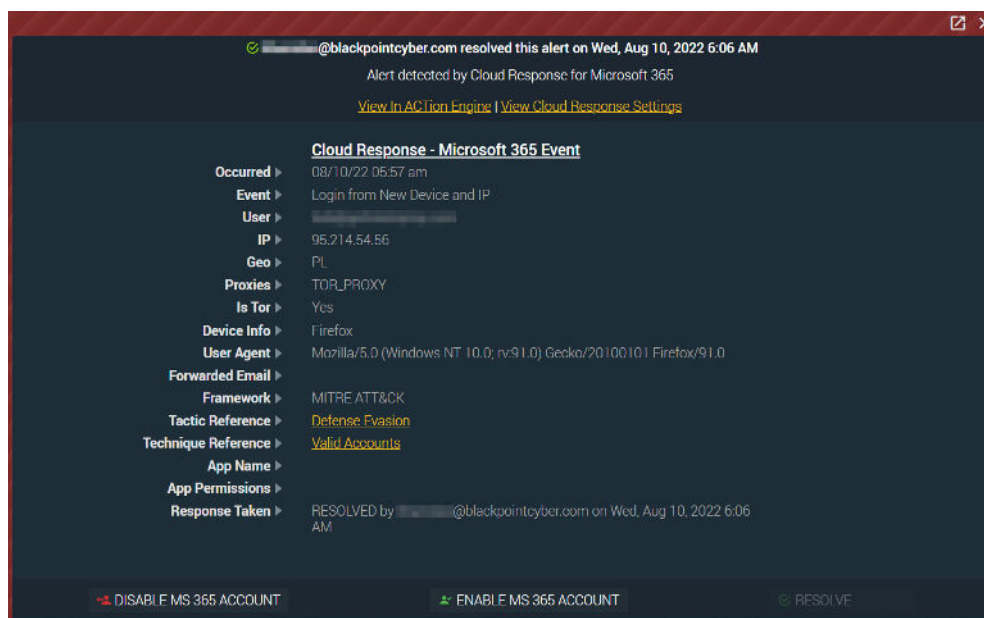 @blackpointcyber.com resolved this alert on Wed, Aug 10, 2022 6:06 AM
Alert detected by Cloud Response for Microsoft 365
View In ACTion Engine | View Cloud Response Settings
Cloud Response - Microsoft 365 Event
Occurred 08/10/22 05:57 am
Event Login from New Device and IP
User
IP 95.214.54.56
Geo PL
Proxies TOR_PROXY
Is Tor Yes
Device Info Firefox
User Agent Mozilla/5.0 (Windows NT 10.0; rv:91.0) Gecko/20100101 Firefox/91.0
Forwarded Email
Framework MITRE ATT&CK
Tactic Reference Defense Evasion
Technique Reference Valid Accounts
App Name
App Permissions
Response Taken RESOLVED by @blackpointcyber.com on Wed, Aug 10, 2022 6:06
AM
DISABLE MS 365 ACCOUNT ENABLE MS 365 ACCOUNT RESOLVE